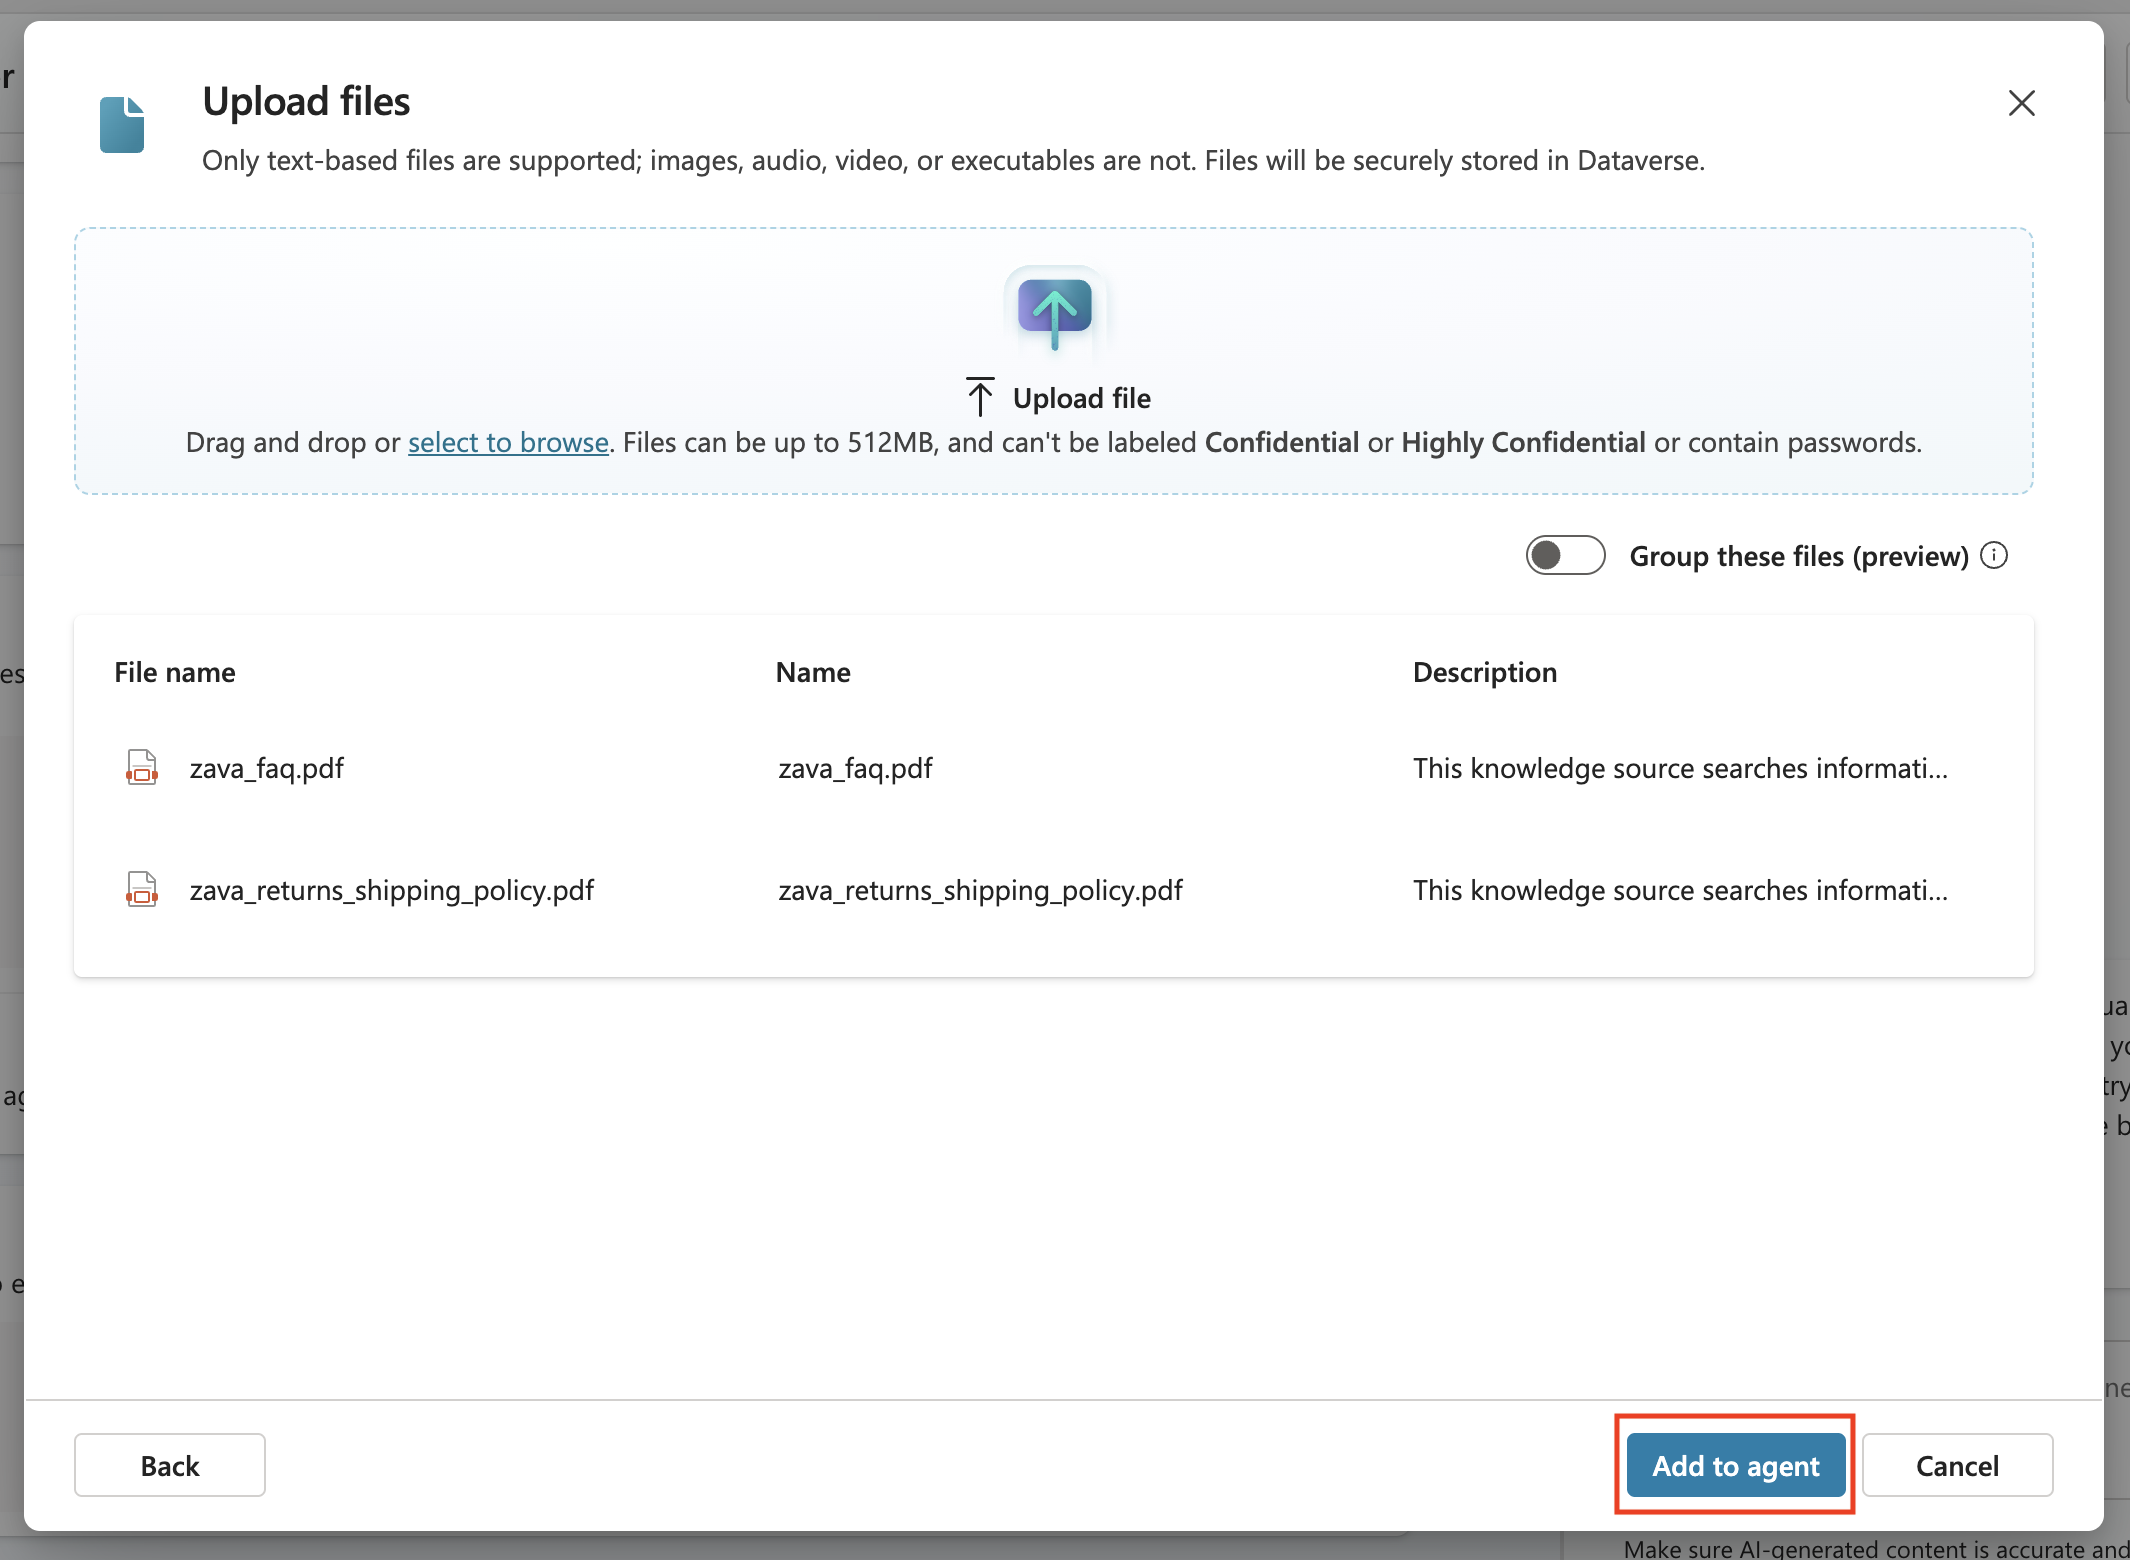 r
Upload files
Only text-based files are supported; images, audio, video, or executables are not. Files will be securely stored in Dataverse.
Upload file
Drag and drop or select to browse. Files can be up to 512MB, and can't be labeled Confidential or Highly Confidential or contain passwords.
Group these files (preview)
es
File name Name Description
zava_faq.pdf zava_faq.pdf This knowledge source searches informati...
zava_returns_shipping_policy.pdf zava_returns_shipping_policy.pdf This knowledge source searches informati...
try
e b
ne
Back Add to agent Cancel
Make sure AI-generated content is accurate and